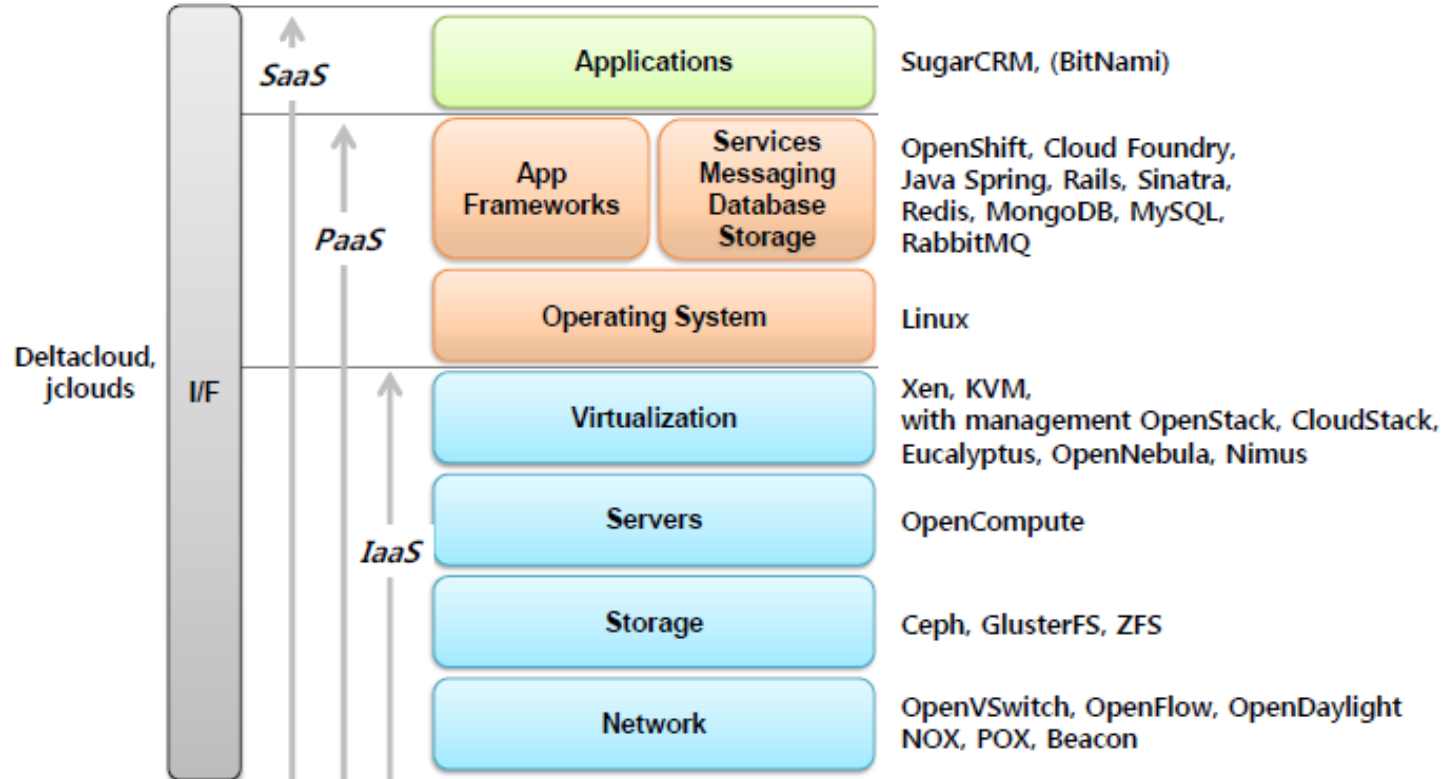 SaaS
Applications
SugarCRM, (BitNami)
PaaS
App
Frameworks
Services
Messaging
Database
Storage
OpenShift, Cloud Foundry,
Java Spring, Rails, Sinatra,
Redis, MongoDB, MySQL,
RabbitMQ
Operating System
Linux
Deltacloud,
jclouds
I/F
Virtualization
Xen, KVM,
with management OpenStack, CloudStack,
Eucalyptus, OpenNebula, Nimus
IaaS
Servers
OpenCompute
Storage
Ceph, GlusterFS, ZFS
Network
OpenVSwitch, OpenFlow, OpenDaylight
NOX, POX, Beacon